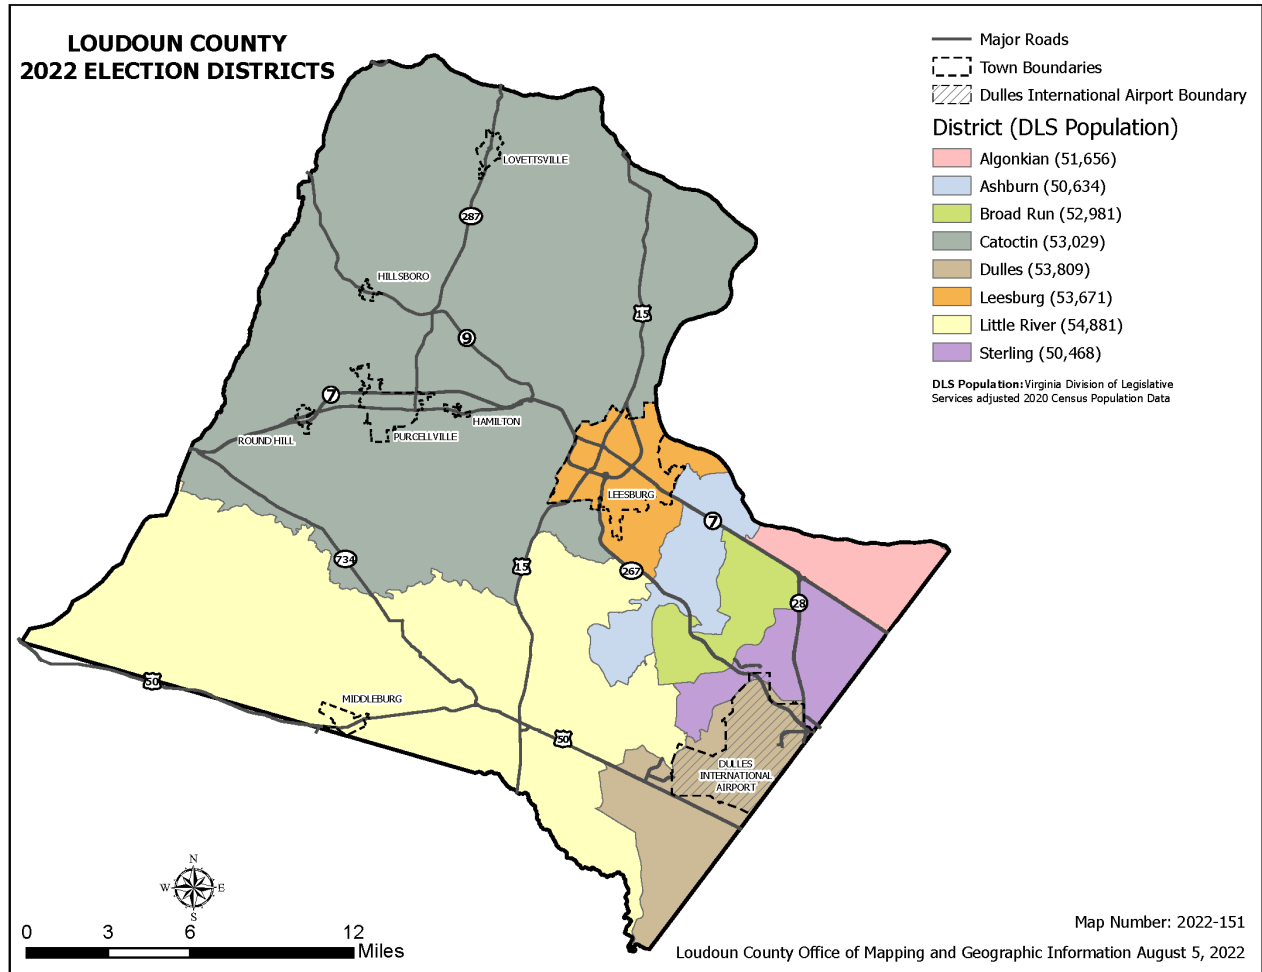 LOUDOUN COUNTY
2022 ELECTION DISTRICTS
Major Roads
Town Boundaries
Dulles International Airport Boundary
District (DLS Population)
Algonkian (51,656)
Ashburn (50,634)
Broad Run (52,981)
Catoctin (53,029)
Dulles (53,809)
Leesburg (53,671)
Little River (54,881)
Sterling (50,468)
DLS Population: Virginia Division of Legislative
Services adjusted 2020 Census Population Data
LOVETTSVILLE
287
HILLSBORO
15
9
7
HAMILTON
ROUND HILL
PURCELLVILLE
LEESBURG
7
734
15
267
28
50
MIDDLEBURG
50
DULLES
INTERNATIONAL
AIRPORT
N
W
E
S
0 3 6 12
Miles
Map Number: 2022-151
Loudoun County Office of Mapping and Geographic Information August 5, 2022